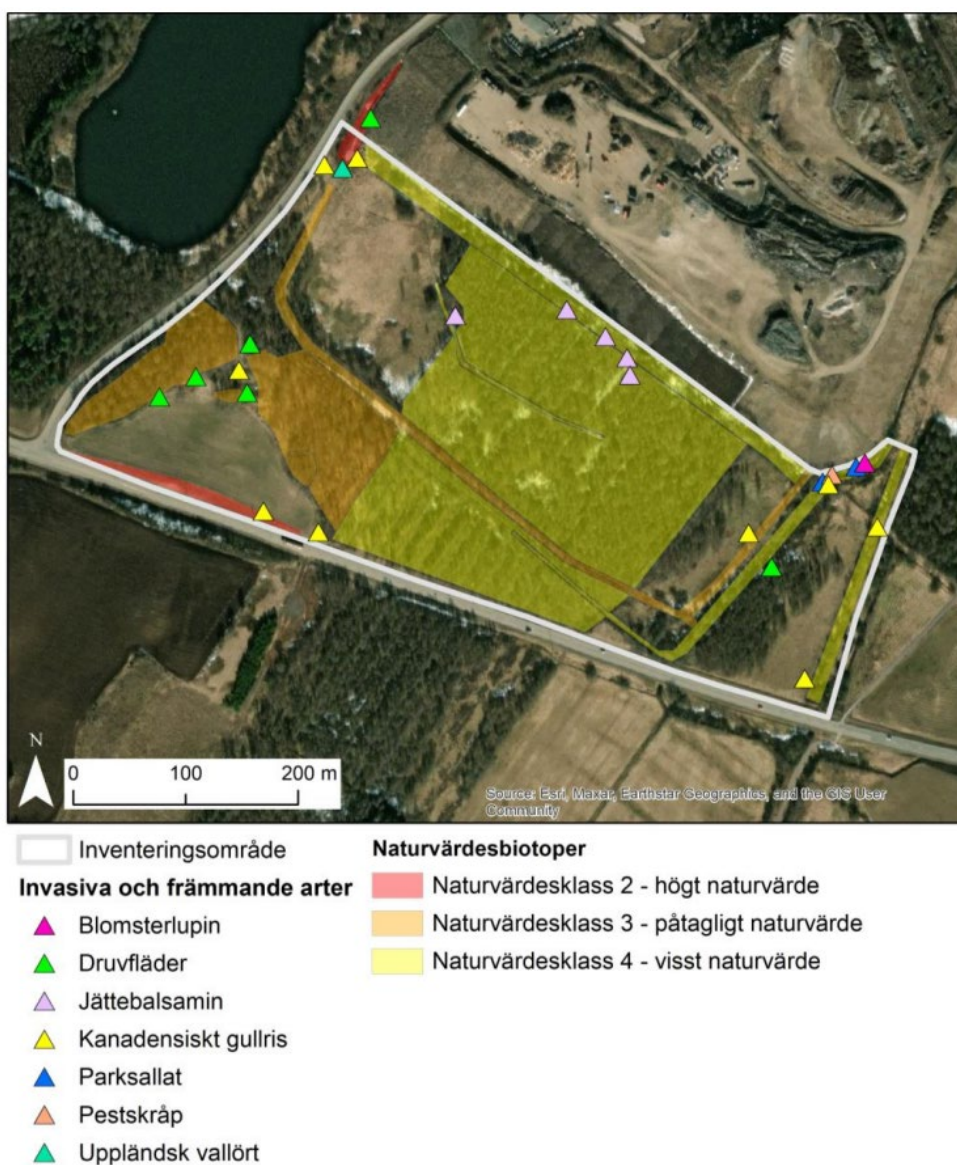 N
0 100 200 m
Source: Esri, Maxar, Earthstar Geographics, and the GIS User
Community
Inventeringsområde
Invasiva och främmande arter
Blomsterlupin
Druvfläder
Jättebalsamin
Kanadensiskt gullris
Parksallat
Pestskråp
Uppländsk vallört
Naturvärdesbiotoper
Naturvärdesklass 2 - högt naturvärde
Naturvärdesklass 3 - påtagligt naturvärde
Naturvärdesklass 4 - visst naturvärde